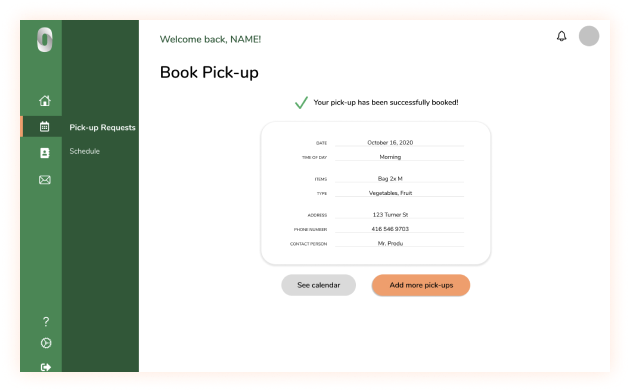 Welcome back, NAME!
Book Pick-up
Your pick-up has been successfully booked!
Pick-up Requests
Schedule
DATE October 16, 2020
TIME OF DAY Morning
ITEMS Bag 2x M
TYPE Vegetables, Fruit
ADDRESS 123 Turner St
PHONE NUMBER 416 546 9703
CONTACT PERSON Mr. Produ
See calendar Add more pick-ups
?